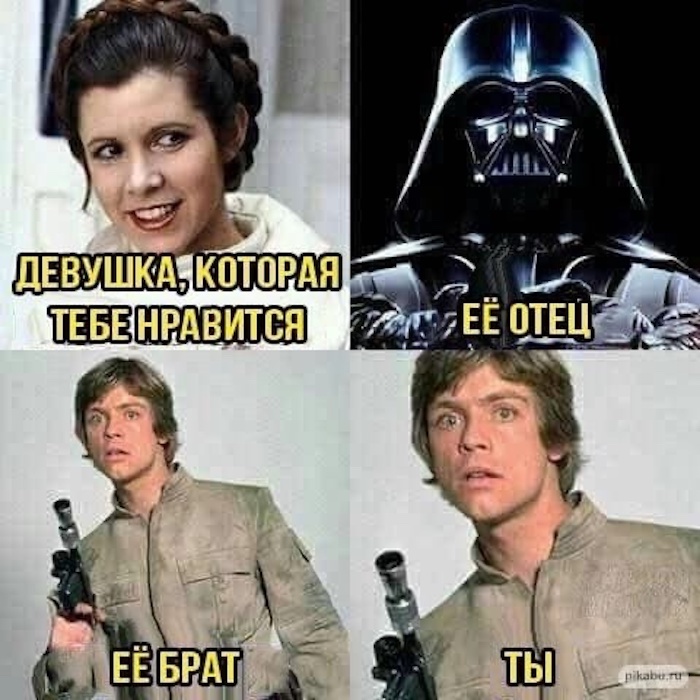 ДЕВУШКА, КОТОРАЯ
ТЕБЕ НРАВИТСЯ
ЕЁ ОТЕЦ
ЕЁ БРАТ
ТЫ
pikabu.ru